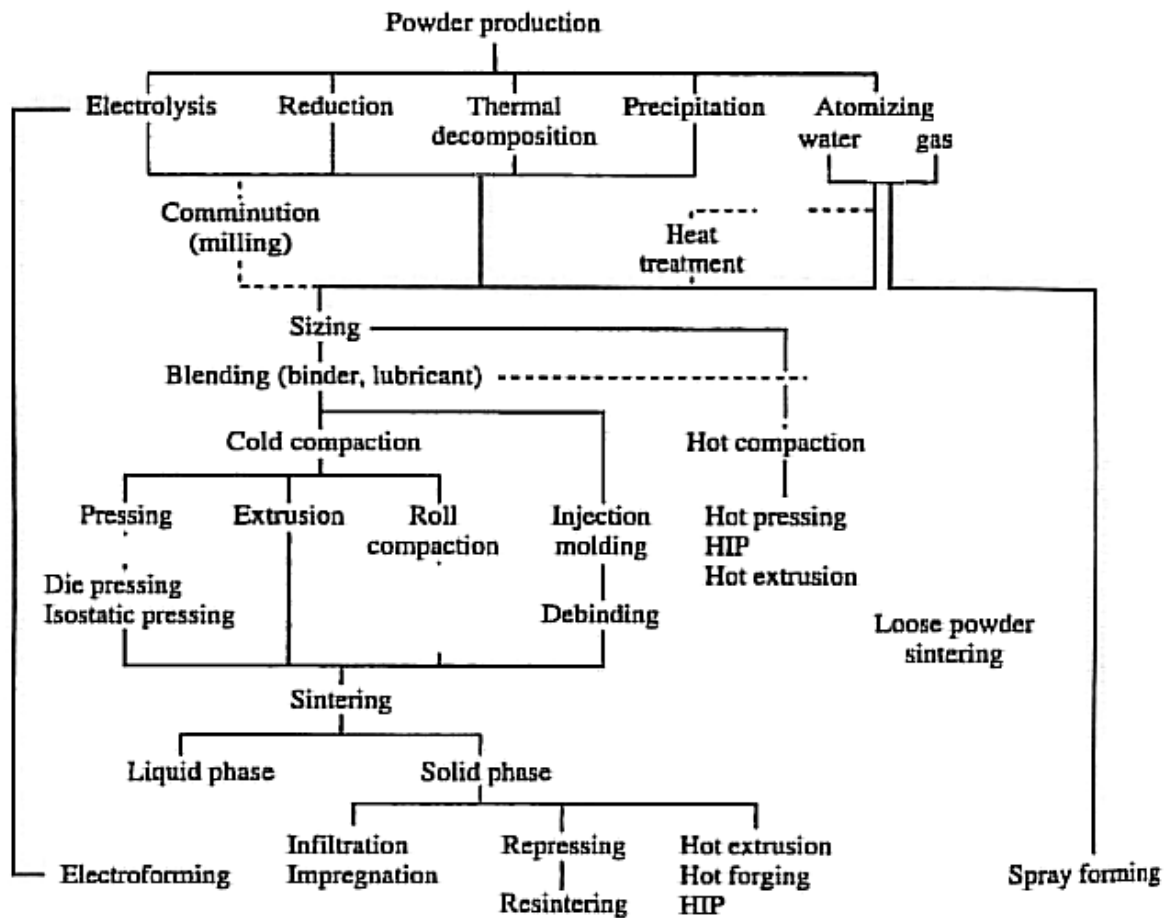 Powder production
Electrolysis
Reduction
Thermal
decomposition
Precipitation
Atomizing
water gas
Comminution
(milling)
Heat
treatment
Sizing
Blending (binder, lubricant)
Cold compaction
Hot compaction
Pressing
Extrusion
Roll
compaction
Injection
molding
Hot pressing
HIP
Hot extrusion
Die pressing
Isostatic pressing
Debinding
Loose powder
sintering
Sintering
Liquid phase
Solid phase
Infiltration
Impregnation
Repressing
Resintering
Hot extrusion
Hot forging
HIP
Electroforming
Spray forming